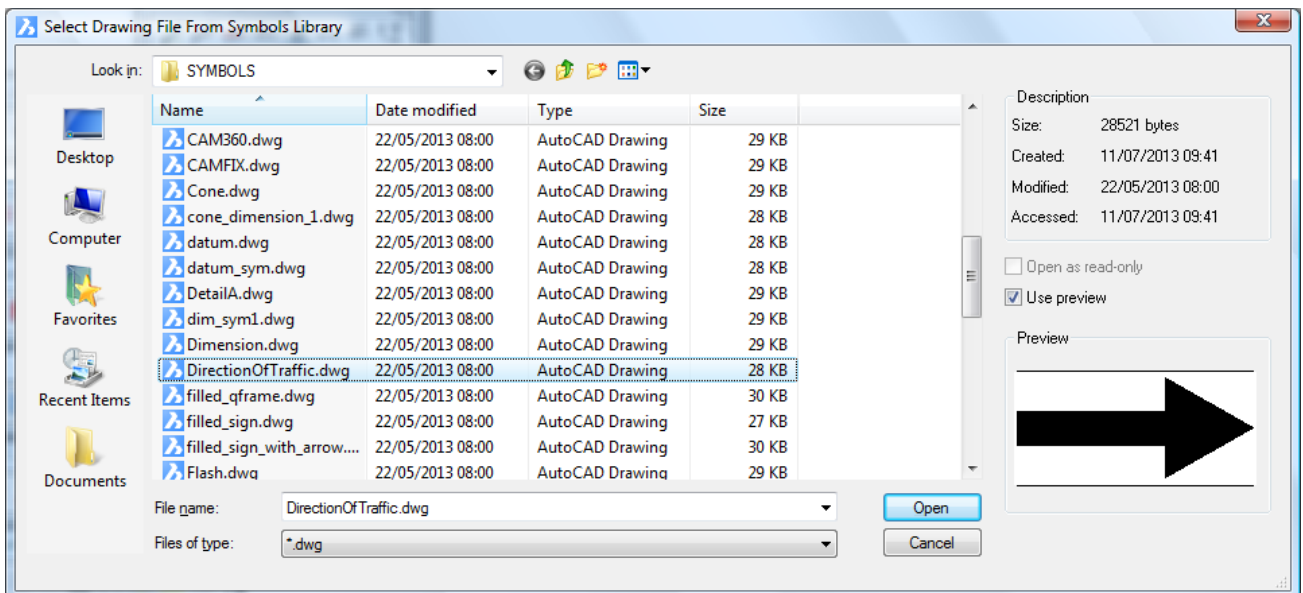 Select Drawing File From Symbols Library
Look in: SYMBOLS
Name Date modified Type Size
CAM360.dwg 22/05/2013 08:00 AutoCAD Drawing 29 KB
CAMFIX.dwg 22/05/2013 08:00 AutoCAD Drawing 29 KB
Cone.dwg 22/05/2013 08:00 AutoCAD Drawing 29 KB
cone_dimension_1.dwg 22/05/2013 08:00 AutoCAD Drawing 28 KB
datum.dwg 22/05/2013 08:00 AutoCAD Drawing 28 KB
datum_sym.dwg 22/05/2013 08:00 AutoCAD Drawing 28 KB
DetailA.dwg 22/05/2013 08:00 AutoCAD Drawing 29 KB
dim_sym1.dwg 22/05/2013 08:00 AutoCAD Drawing 29 KB
Dimension.dwg 22/05/2013 08:00 AutoCAD Drawing 29 KB
DirectionOfTraffic.dwg 22/05/2013 08:00 AutoCAD Drawing 28 KB
filled_qframe.dwg 22/05/2013 08:00 AutoCAD Drawing 30 KB
filled_sign.dwg 22/05/2013 08:00 AutoCAD Drawing 27 KB
filled_sign_with_arrow.... 22/05/2013 08:00 AutoCAD Drawing 30 KB
Flash.dwg 22/05/2013 08:00 AutoCAD Drawing 29 KB
Desktop
Computer
Favorites
Recent Items
Documents
File name: DirectionOfTraffic.dwg Open
Files of type: *.dwg Cancel
Description
Size: 28521 bytes
Created: 11/07/2013 09:41
Modified: 22/05/2013 08:00
Accessed: 11/07/2013 09:41
Open as read-only
Use preview
Preview